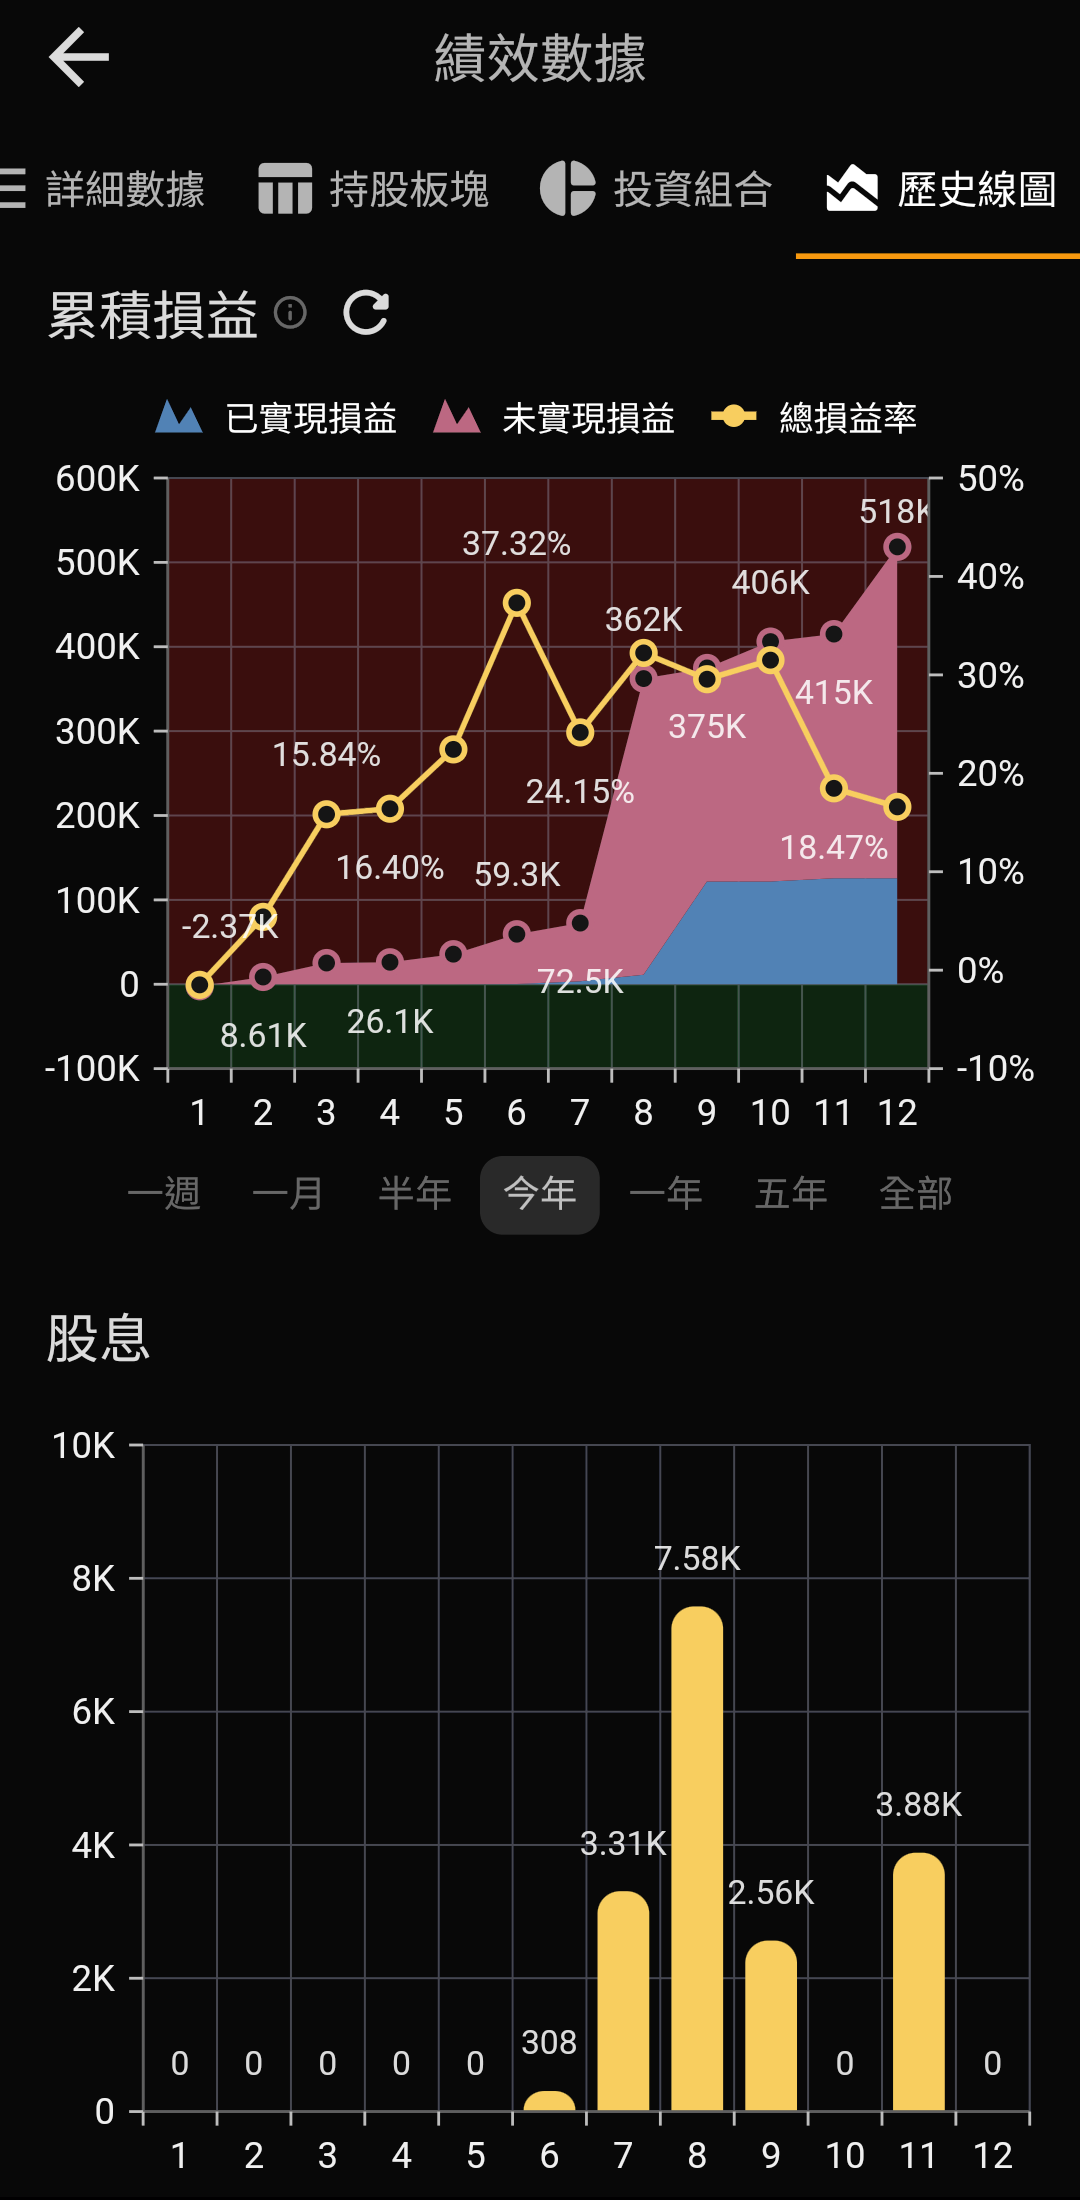 績效數據
詳細數據 持股板塊 投資組合 歷史線圖
累積損益
已實現損益 未實現損益 總損益率
600K 50%
518K
37.32%
500K 40%
406K
362K
400K 30%
415K
375K
300K 20%
15.84%
24.15%
200K 10%
18.47%
16.40% 59.3K
100K 0%
-2.37K
0
72.5K
8.61K 26.1K
-100K -10%
1 2 3 4 5 6 7 8 9 10 11 12
一週 一月 半年 今年 一年 五年 全部
股息
10K
7.58K
8K
6K
3.88K
4K
3.31K
2.56K
2K
308
0 0 0 0 0 0 0
0
1 2 3 4 5 6 7 8 9 10 11 12